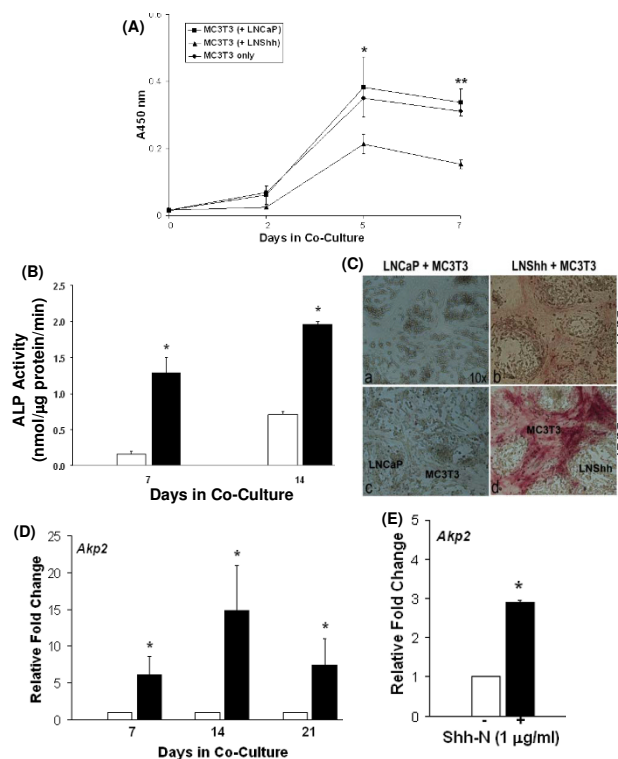 (A)
MC3T3 (+ LNCaP)
MC3T3 (+ LNShh)
MC3T3 only
* **
0.6
0.4
0.2
0
A450 nm
0 2 5 7
Days in Co-Culture
(B)
* *
2.5
2.0
1.5
1.0
0.5
0.0
ALP Activity
(nmol/µg protein/min)
7 14
Days in Co-Culture
(C)
LNCaP + MC3T3 LNShh + MC3T3
a 10x b
LNCaP MC3T3 c
MC3T3 LNShh d
(D)
Akp2
* * *
25
20
15
10
5
0
Relative Fold Change
7 14 21
Days in Co-Culture
(E)
Akp2
*
5
4
3
2
1
0
Relative Fold Change
- +
Shh-N (1 µg/ml)